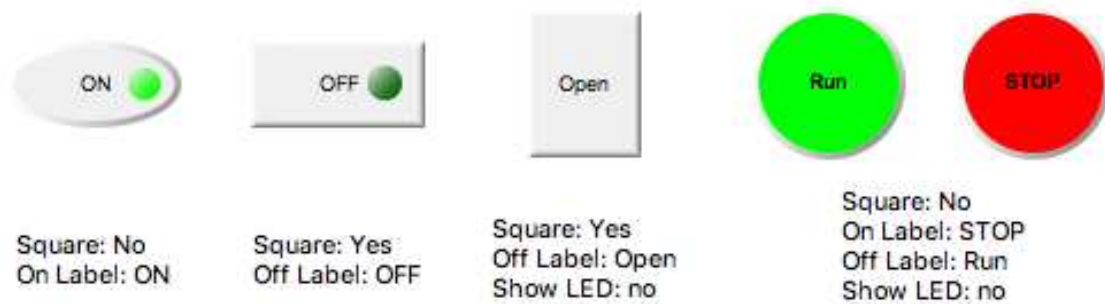 ON
OFF
Open
Run
STOP
Square: No
On Label: ON
Square: Yes
Off Label: OFF
Square: Yes
Off Label: Open
Show LED: no
Square: No
On Label: STOP
Off Label: Run
Show LED: no